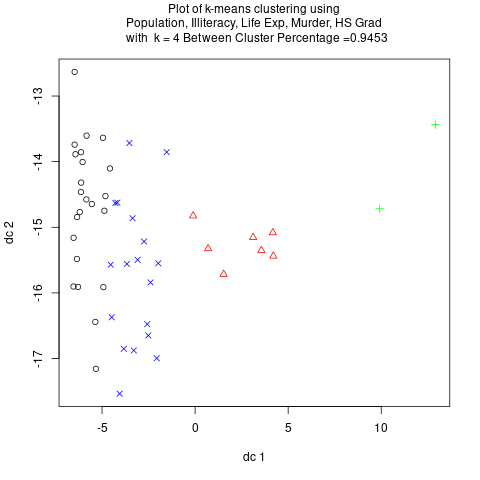 Plot of k-means clustering using
Population, Illiteracy, Life Exp, Murder, HS Grad
with  k = 4 Between Cluster Percentage =0.9453
dc 2
-13
-14
-15
-16
-17
-5 0 5 10
dc 1